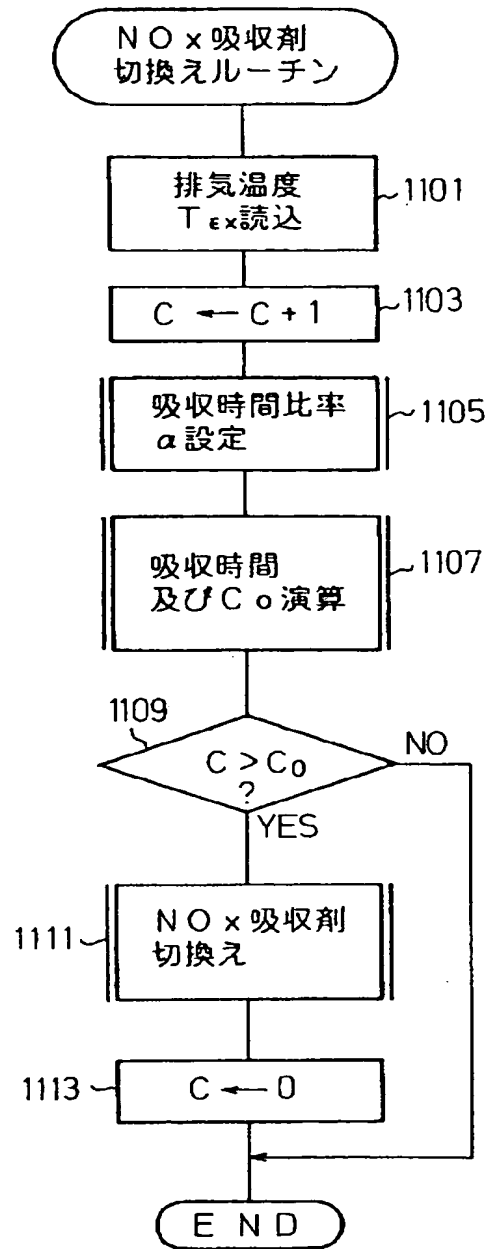 NOx吸収剤
切換えルーチン
排気温度
TEX読込
1101
C ← C + 1
1103
吸収時間比率
α設定
1105
吸収時間
及びCo演算
1107
1109
C > C0
?
NO
YES
1111
NOx吸収剤
切換え
1113
C ← 0
END